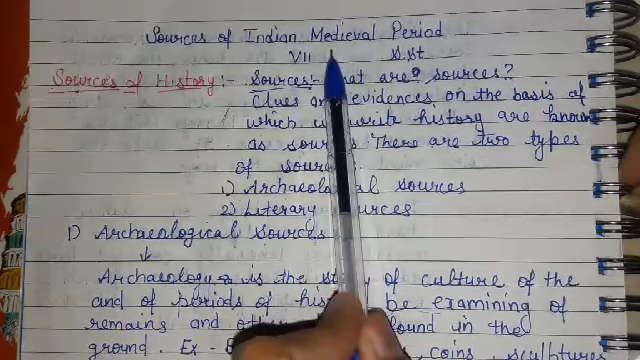 Sources of Indian Medieval Period
VII S.St
Sources of History :- Sources :- What are sources?
Clues evidences on the basis of
which history are known
as There are two types
of
1) Archaeological sources
2) Literary sources
D Archaeological Sources
Archaeology is the of culture of the
and of periods of be examining of
remains and found in the
ground. Ex - coins, sculptures